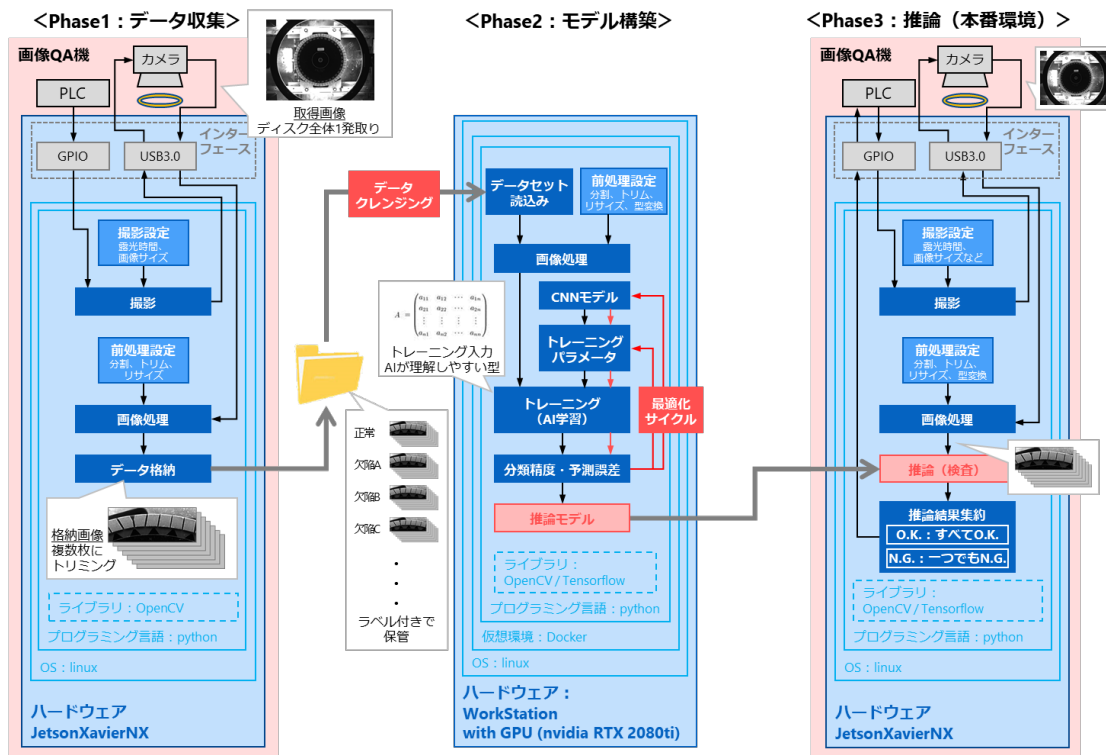 <Phase1：データ収集>
画像QA機
カメラ
PLC
取得画像
ディスク全体1発取り
インター
フェース
GPIO
USB3.0
撮影設定
露光時間、
画像サイズ
撮影
前処理設定
分割、トリム、
リサイズ
画像処理
データ格納
格納画像
複数枚に
トリミング
ライブラリ：OpenCV
プログラミング言語：python
OS：linux
ハードウェア
JetsonXavierNX
正常
欠陥A
欠陥B
欠陥C
・
・
・
ラベル付きで
保管
データ
クレンジング
<Phase2：モデル構築>
データセット
読込み
前処理設定
分割、トリム、
リサイズ、型変換
画像処理
トレーニング入力
AIが理解しやすい型
CNNモデル
トレーニング
パラメータ
トレーニング
（AI学習）
最適化
サイクル
分類精度・予測誤差
推論モデル
ライブラリ：
OpenCV / Tensorflow
プログラミング言語：python
仮想環境：Docker
OS：linux
ハードウェア：
WorkStation
with GPU (nvidia RTX 2080ti)
<Phase3：推論（本番環境）>
画像QA機
カメラ
PLC
インター
フェース
GPIO
USB3.0
撮影設定
露光時間、
画像サイズなど
撮影
前処理設定
分割、トリム、
リサイズ、型変換
画像処理
推論（検査）
推論結果集約
O.K.：すべてO.K.
N.G.：一つでもN.G.
ライブラリ：
OpenCV / Tensorflow
プログラミング言語：python
OS：linux
ハードウェア
JetsonXavierNX